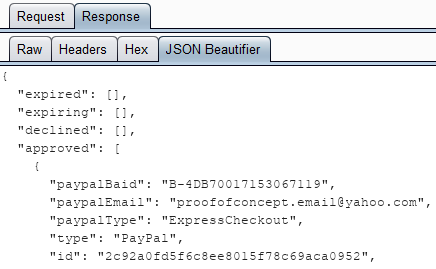 Request Response
Raw Headers Hex JSON Beautifier
{
"expired": [],
"expiring": [],
"declined": [],
"approved": [
{
"paypalBaid": "B-4DB70017153067119",
"paypalEmail": "proofofconcept.email@yahoo.com",
"paypalType": "ExpressCheckout",
"type": "PayPal",
"id": "2c92a0fd5f6c8ee8015f78c69aca0952",